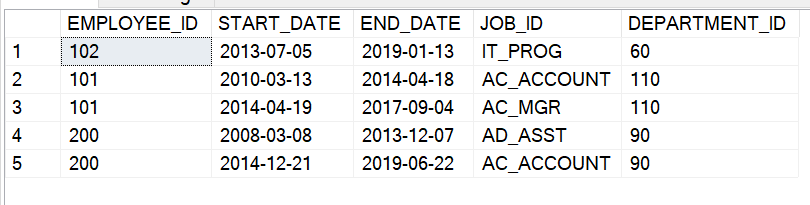 EMPLOYEE_ID START_DATE END_DATE JOB_ID DEPARTMENT_ID
1 102 2013-07-05 2019-01-13 IT_PROG 60
2 101 2010-03-13 2014-04-18 AC_ACCOUNT 110
3 101 2014-04-19 2017-09-04 AC_MGR 110
4 200 2008-03-08 2013-12-07 AD_ASST 90
5 200 2014-12-21 2019-06-22 AC_ACCOUNT 90